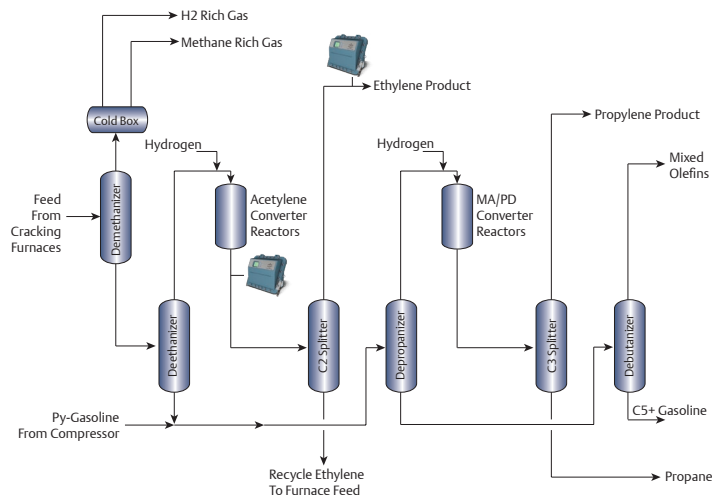 H2 Rich Gas
Methane Rich Gas
Cold Box
Ethylene Product
Propylene Product
Hydrogen
Hydrogen
Mixed
Olefins
Feed
From
Cracking
Furnaces
Demethanizer
Acetylene
Converter
Reactors
MA/PD
Converter
Reactors
Deethanizer
C2 Splitter
Depropanizer
C3 Splitter
Debutanizer
Py-Gasoline
From Compressor
C5+ Gasoline
Recycle Ethylene
To Furnace Feed
Propane